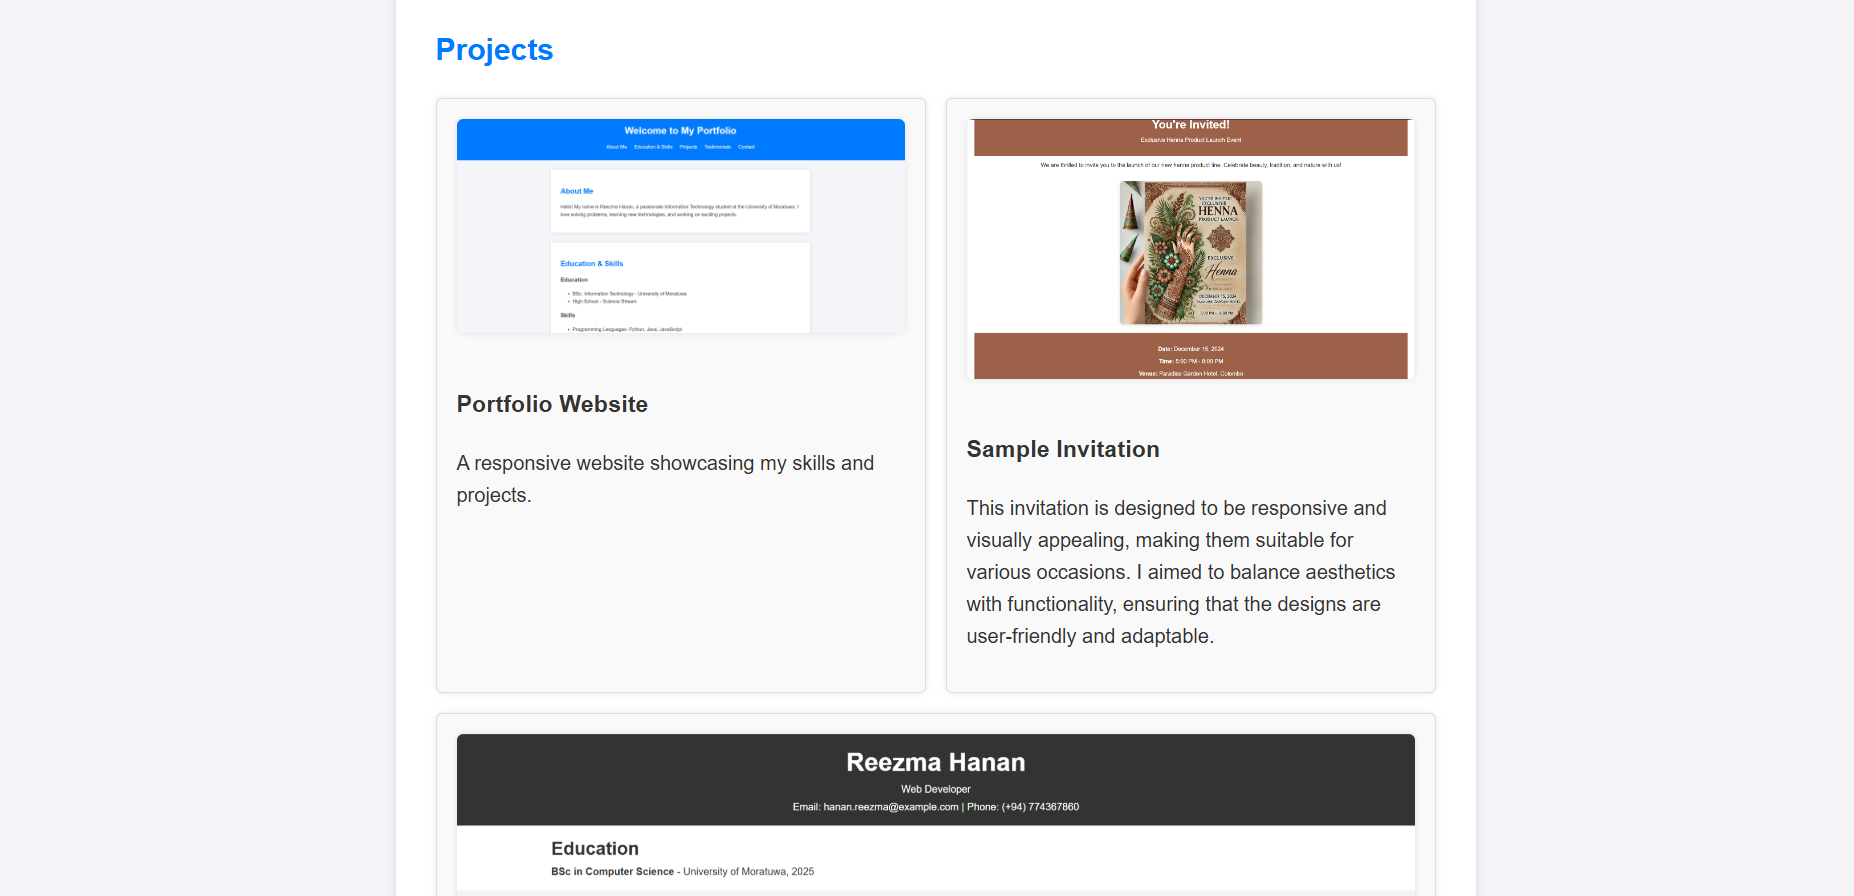 Projects
Welcome to My Portfolio
About Me Education & Skills Projects Testimonials Contact
About Me
Hello! My name is Reezma Hanan, a passionate Information Technology student at the University of Moratuwa. I
love solving problems, learning new technologies, and working on exciting projects.
Education & Skills
Education
BSc. Information Technology - University of Moratuwa
High School - Science Stream
Skills
Programming Languages: Python, Java, JavaScript
Portfolio Website
A responsive website showcasing my skills and
projects.
You're Invited!
Exclusive Henna Product Launch Event
We are thrilled to invite you to the launch of our new henna product line. Celebrate beauty, tradition, and nature with us!
HENNA
PRODUCT LAUNCH
EXCLUSIVE
Henna
DECEMBER 15, 2024
Date: December 15, 2024
Time: 5:00 PM - 8:00 PM
Venue: Paradise Garden Hotel, Colombo
Sample Invitation
This invitation is designed to be responsive and
visually appealing, making them suitable for
various occasions. I aimed to balance aesthetics
with functionality, ensuring that the designs are
user-friendly and adaptable.
Reezma Hanan
Web Developer
Email: hanan.reezma@example.com | Phone: (+94) 774367860
Education
BSc in Computer Science - University of Moratuwa, 2025